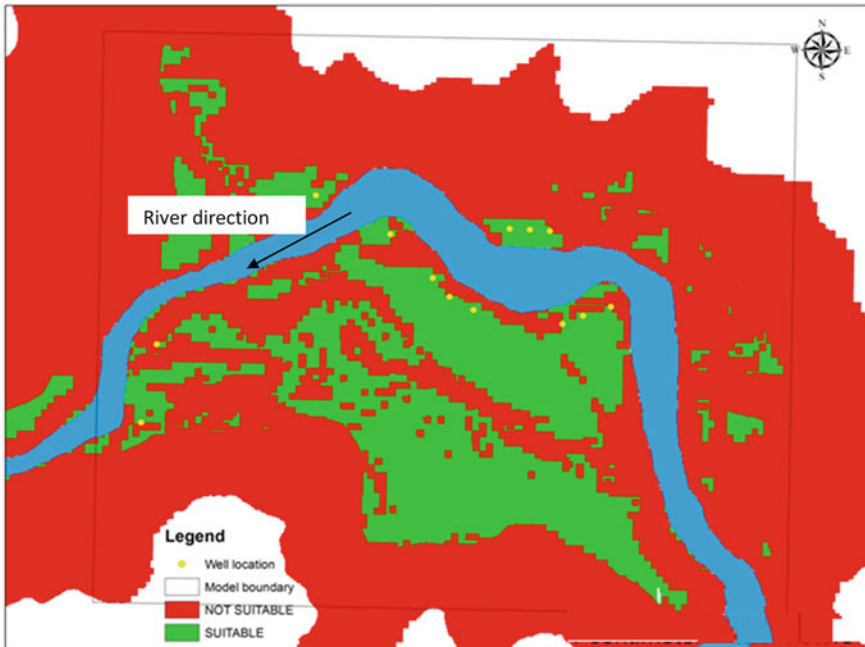 N
W E
S
River direction
Legend
Well location
Model boundary
NOT SUITABLE
SUITABLE